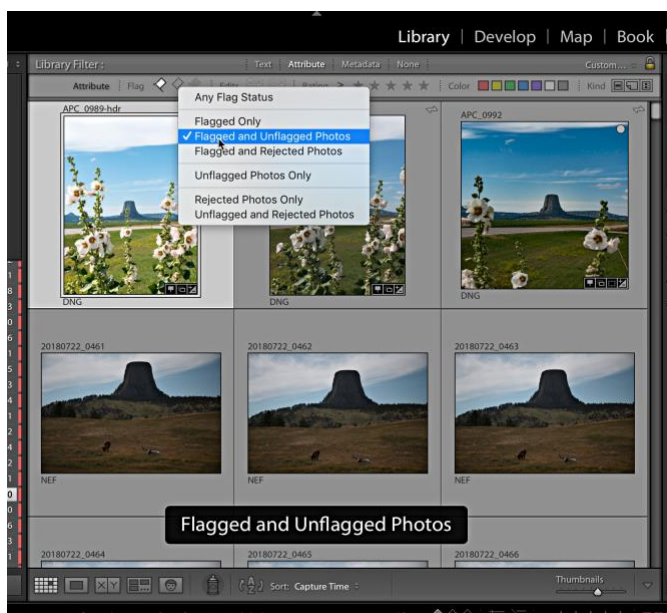 Library | Develop | Map | Book
Library Filter: Text | Attribute | Metadata | None Custom...
Attribute | Flag Rating ≥ ★ ★ ★ ★ ★ | Color Kind
Any Flag Status
Flagged Only
✓ Flagged and Unflagged Photos
Flagged and Rejected Photos
Unflagged Photos Only
Rejected Photos Only
Unflagged and Rejected Photos
APC_0989-hdr
APC_0992
DNG
DNG
DNG
20180722_0461
20180722_0462
20180722_0463
NEF
NEF
NEF
Flagged and Unflagged Photos
20180722_0464
20180722_0465
20180722_0466
XY
Sort: Capture Time
Thumbnails